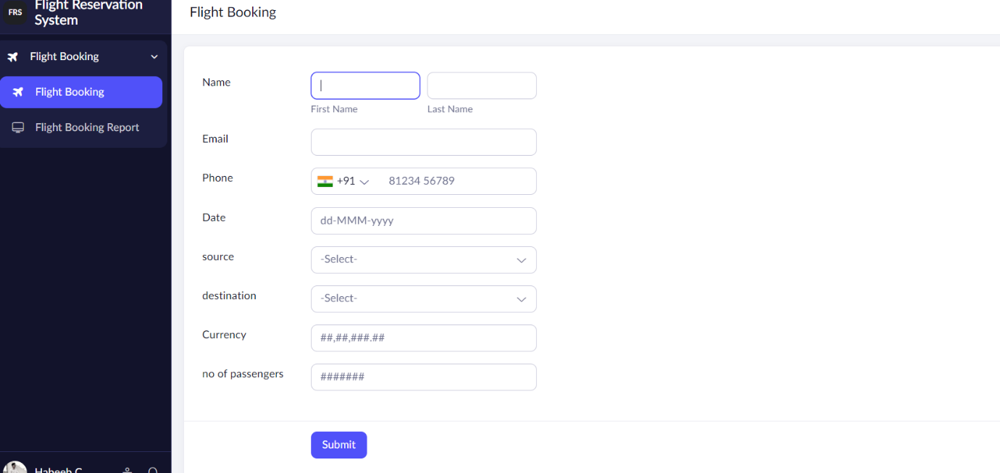 FRS
Flight Reservation
System
Flight Booking
Flight Booking
Flight Booking Report
Flight Booking
Name
First Name
Last Name
Email
Phone
+91
81234 56789
Date
dd-MMM-yyyy
source
-Select-
destination
-Select-
Currency
##,##,###.##
no of passengers
#######
Submit
Habeeb C